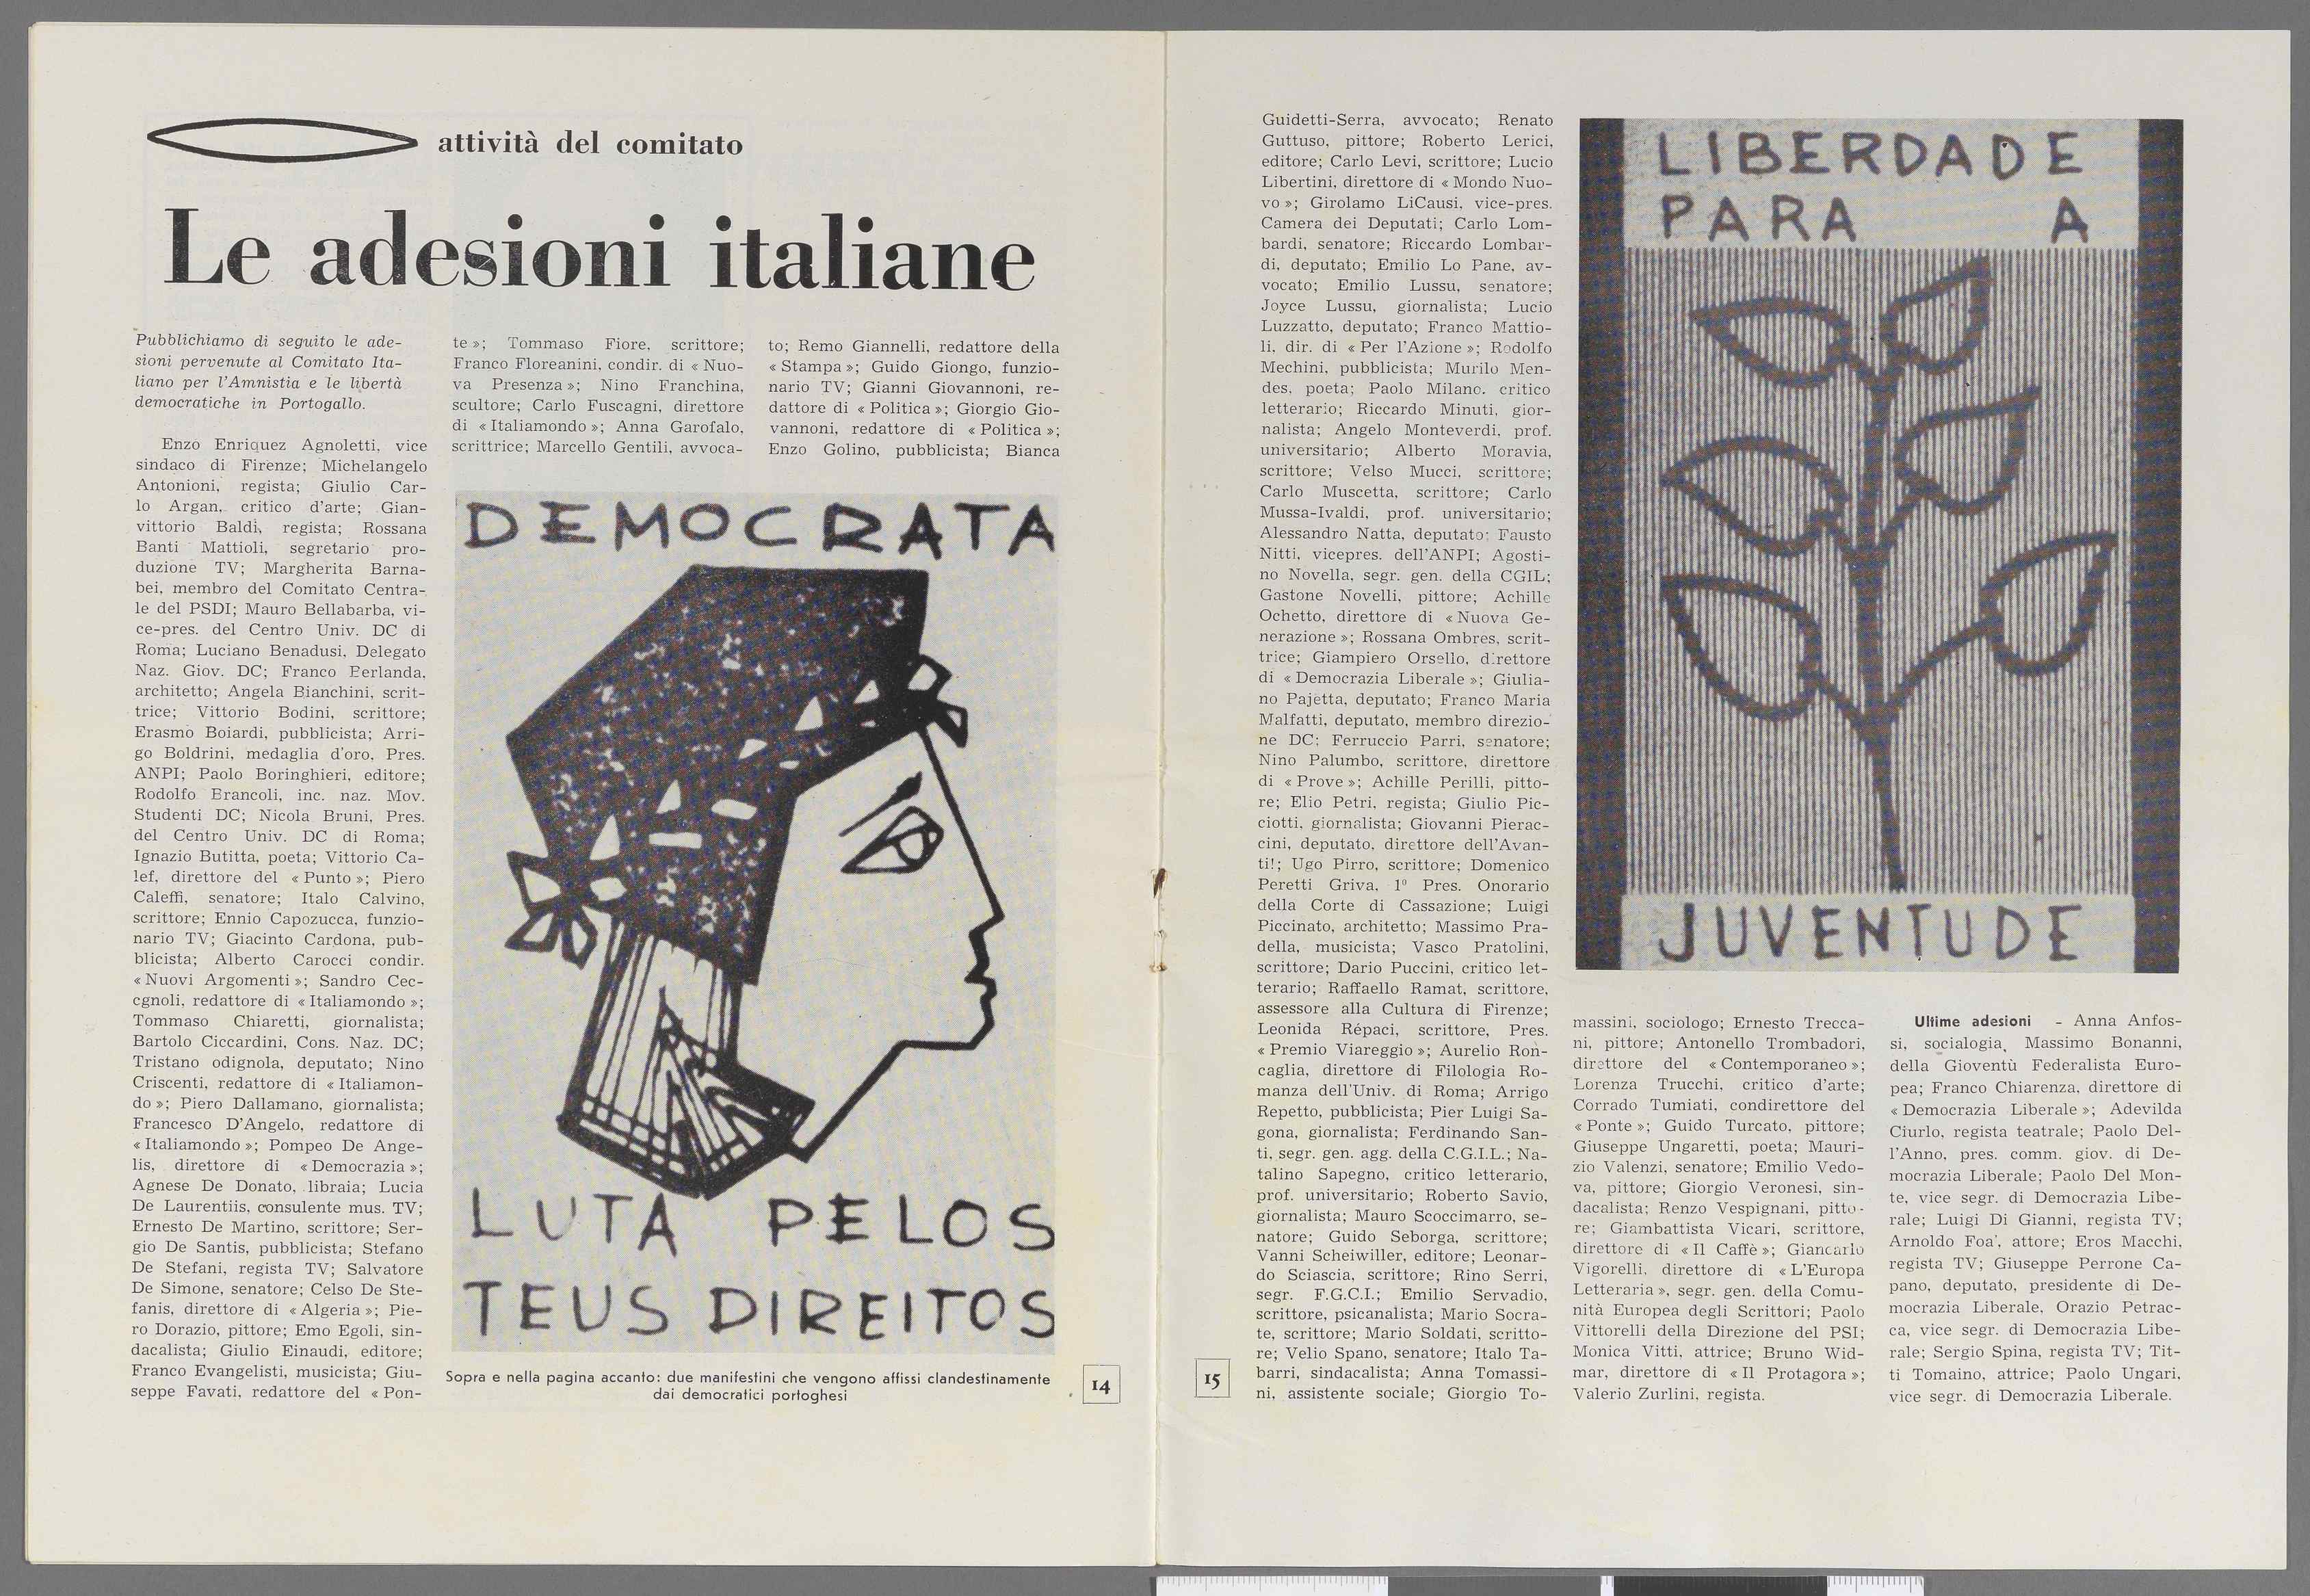 attività del comitato
Le adesioni italiane
Pubblichiamo di seguito le ade-
sioni pervenute al Comitato Ita-
liano per l'Amnistia e le libertà
democratiche in Portogallo.
Enzo Enriquez Agnoletti, vice
sindaco di Firenze; Michelangelo
Antonioni, regista; Giulio Car-
lo Argan, critico d'arte; Gian-
vittorio Baldi, regista; Rossana
Banti Mattioli, segretario pro-
duzione TV; Margherita Barna-
bei, membro del Comitato Centra-
le del PSDI; Mauro Bellabarba, vi-
ce-pres. del Centro Univ. DC di
Roma; Luciano Benadusi, Delegato
Naz. Giov. DC; Franco Berlanda,
architetto; Angela Bianchini, scrit-
trice; Vittorio Bodini, scrittore;
Erasmo Boiardi, pubblicista; Arri-
go Boldrini, medaglia d'oro, Pres.
ANPI; Paolo Boringhieri, editore;
Rodolfo Brancoli, inc. naz. Mov.
Studenti DC; Nicola Bruni, Pres.
del Centro Univ. DC di Roma;
Ignazio Butitta, poeta; Vittorio Ca-
lef, direttore del « Punto »; Piero
Caleffi, senatore; Italo Calvino,
scrittore; Ennio Capozucca, funzio-
nario TV; Giacinto Cardona, pub-
blicista; Alberto Carocci condir.
« Nuovi Argomenti »; Sandro Cec-
cgnoli, redattore di « Italiamondo »;
Tommaso Chiaretti, giornalista;
Bartolo Ciccardini, Cons. Naz. DC;
Tristano odignola, deputato; Nino
Criscenti, redattore di « Italiamon-
do »; Piero Dallamano, giornalista;
Francesco D'Angelo, redattore di
« Italiamondo »; Pompeo De Ange-
lis, direttore di « Democrazia »;
Agnese De Donato, libraia; Lucia
De Laurentiis, consulente mus. TV;
Ernesto De Martino, scrittore; Ser-
gio De Santis, pubblicista; Stefano
De Stefani, regista TV; Salvatore
De Simone, senatore; Celso De Ste-
fanis, direttore di « Algeria »; Pie-
ro Dorazio, pittore; Emo Egoli, sin-
dacalista; Giulio Einaudi, editore;
Franco Evangelisti, musicista; Giu-
seppe Favati, redattore del « Pon-
te »; Tommaso Fiore, scrittore;
Franco Floreanini, condir. di « Nuo-
va Presenza »; Nino Franchina,
scultore; Carlo Fuscagni, direttore
di « Italiamondo »; Anna Garofalo,
scrittrice; Marcello Gentili, avvoca-
to; Remo Giannelli, redattore della
« Stampa »; Guido Giongo, funzio-
nario TV; Gianni Giovannoni, re-
dattore di « Politica »; Giorgio Gio-
vannoni, redattore di « Politica »;
Enzo Golino, pubblicista; Bianca
DEMOCRATA
LUTA PELOS
TEUS DIREITOS
Sopra e nella pagina accanto: due manifestini che vengono affissi clandestinamente
dai democratici portoghesi
14
15
Guidetti-Serra, avvocato; Renato
Guttuso, pittore; Roberto Lerici,
editore; Carlo Levi, scrittore; Lucio
Libertini, direttore di « Mondo Nuo-
vo »; Girolamo LiCausi, vice-pres.
Camera dei Deputati; Carlo Lom-
bardi, senatore; Riccardo Lombar-
di, deputato; Emilio Lo Pane, av-
vocato; Emilio Lussu, senatore;
Joyce Lussu, giornalista; Lucio
Luzzatto, deputato; Franco Mattio-
li, dir. di « Per l'Azione »; Rodolfo
Mechini, pubblicista; Murilo Men-
des, poeta; Paolo Milano, critico
letterario; Riccardo Minuti, gior-
nalista; Angelo Monteverdi, prof.
universitario; Alberto Moravia,
scrittore; Velso Mucci, scrittore;
Carlo Muscetta, scrittore; Carlo
Mussa-Ivaldi, prof. universitario;
Alessandro Natta, deputato; Fausto
Nitti, vicepres. dell'ANPI; Agosti-
no Novella, segr. gen. della CGIL;
Gastone Novelli, pittore; Achille
Ochetto, direttore di « Nuova Ge-
nerazione »; Rossana Ombres, scrit-
trice; Giampiero Orsello, direttore
di « Democrazia Liberale »; Giulia-
no Pajetta, deputato; Franco Maria
Malfatti, deputato, membro direzio-
ne DC; Ferruccio Parri, senatore;
Nino Palumbo, scrittore, direttore
di « Prove »; Achille Perilli, pitto-
re; Elio Petri, regista; Giulio Pic-
ciotti, giornalista; Giovanni Pierac-
cini, deputato, direttore dell'Avan-
ti!; Ugo Pirro, scrittore; Domenico
Peretti Griva, 1º Pres. Onorario
della Corte di Cassazione; Luigi
Piccinato, architetto; Massimo Pra-
della, musicista; Vasco Pratolini,
scrittore; Dario Puccini, critico let-
terario; Raffaello Ramat, scrittore,
assessore alla Cultura di Firenze;
Leonida Répaci, scrittore, Pres.
« Premio Viareggio »; Aurelio Ron-
caglia, direttore di Filologia Ro-
manza dell'Univ. di Roma; Arrigo
Repetto, pubblicista; Pier Luigi Sa-
gona, giornalista; Ferdinando San-
ti, segr. gen. agg. della C.G.I.L.; Na-
talino Sapegno, critico letterario,
prof. universitario; Roberto Savio,
giornalista; Mauro Scoccimarro, se-
natore; Guido Seborga, scrittore;
Vanni Scheiwiller, editore; Leonar-
do Sciascia, scrittore; Rino Serri,
segr. F.G.C.I.; Emilio Servadio,
scrittore, psicanalista; Mario Socra-
te, scrittore; Mario Soldati, scritto-
re; Velio Spano, senatore; Italo Ta-
barri, sindacalista; Anna Tomassi-
ni, assistente sociale; Giorgio To-
LIBERDADE
PARA A
JUVENTUDE
massini, sociologo; Ernesto Trecca-
ni, pittore; Antonello Trombadori,
direttore del « Contemporaneo »;
Lorenza Trucchi, critico d'arte;
Corrado Tumiati, condirettore del
« Ponte »; Guido Turcato, pittore;
Giuseppe Ungaretti, poeta; Mauri-
zio Valenzi, senatore; Emilio Vedo-
va, pittore; Giorgio Veronesi, sin-
dacalista; Renzo Vespignani, pitto-
re; Giambattista Vicari, scrittore,
direttore di « Il Caffè »; Giancarlo
Vigorelli, direttore di « L'Europa
Letteraria », segr. gen. della Comu-
nità Europea degli Scrittori; Paolo
Vittorelli della Direzione del PSI;
Monica Vitti, attrice; Bruno Wid-
mar, direttore di « Il Protagora »;
Valerio Zurlini, regista.
Ultime adesioni - Anna Anfos-
si, socialogia, Massimo Bonanni,
della Gioventù Federalista Euro-
pea; Franco Chiarenza, direttore di
« Democrazia Liberale »; Adevilda
Ciurlo, regista teatrale; Paolo Del-
l'Anno, pres. comm. giov. di De-
mocrazia Liberale; Paolo Del Mon-
te, vice segr. di Democrazia Libe-
rale; Luigi Di Gianni, regista TV;
Arnoldo Foa', attore; Eros Macchi,
regista TV; Giuseppe Perrone Ca-
pano, deputato, presidente di De-
mocrazia Liberale, Orazio Petrac-
ca, vice segr. di Democrazia Libe-
rale; Sergio Spina, regista TV; Tit-
ti Tomaino, attrice; Paolo Ungari,
vice segr. di Democrazia Liberale.